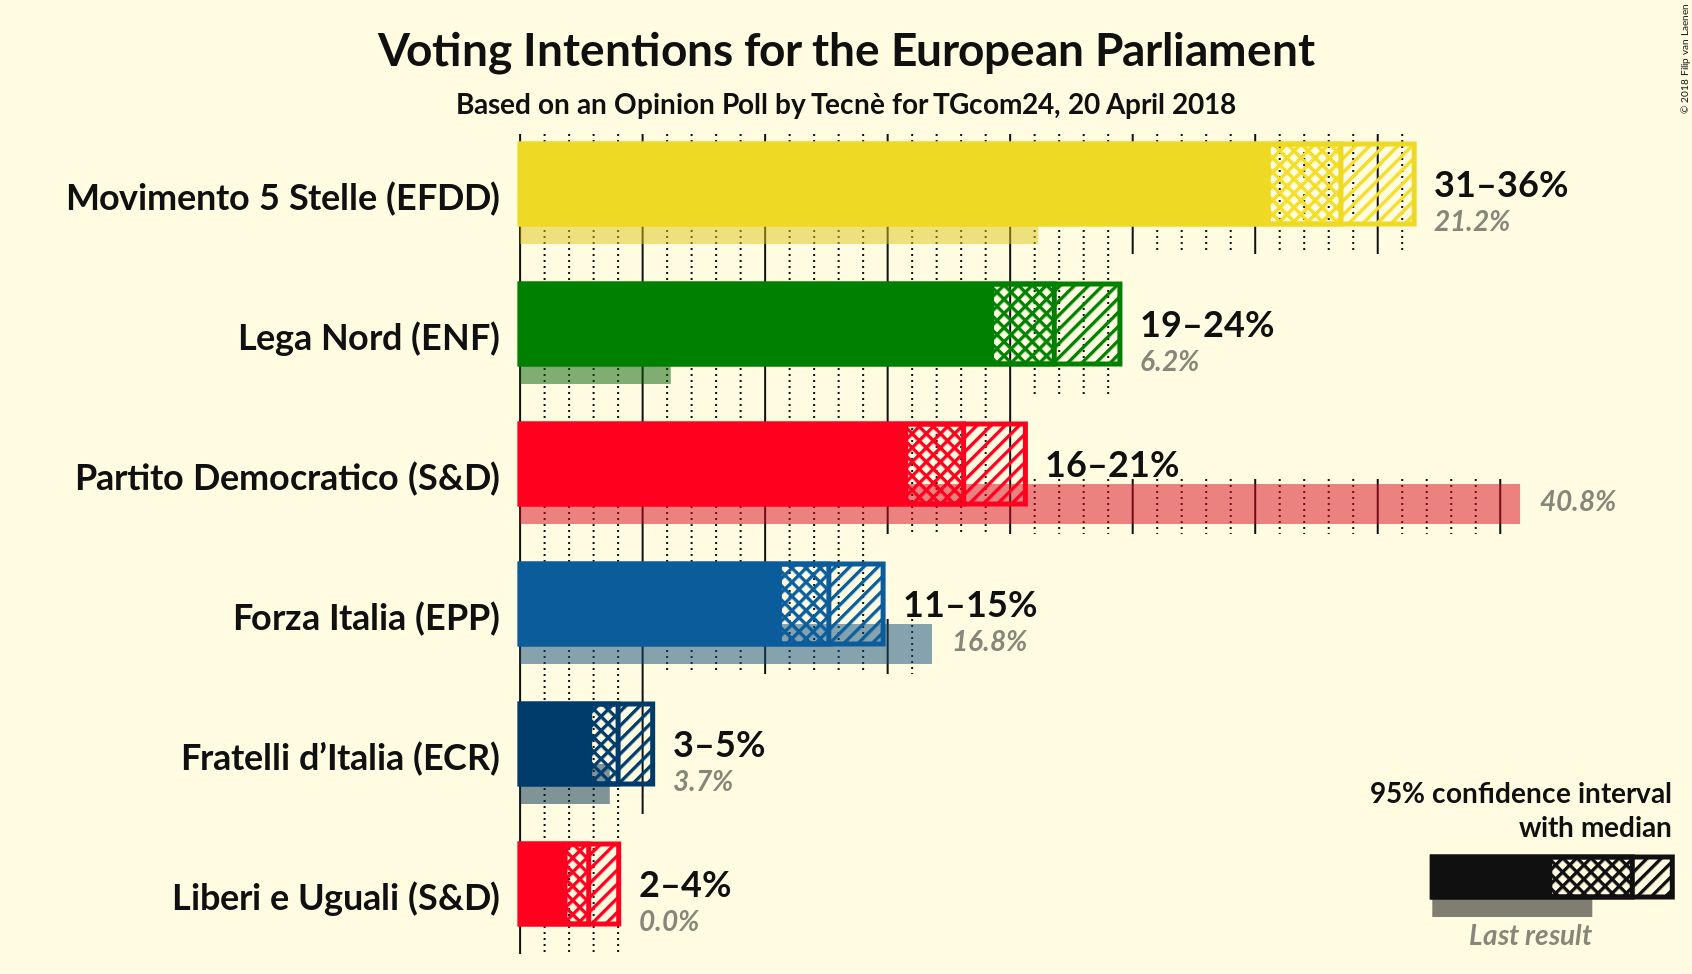 Voting Intentions for the European Parliament
Based on an Opinion Poll by Tecnè for TGcom24, 20 April 2018
© 2018 Filip van Laenen
Movimento 5 Stelle (EFDD)
31–36%
21.2%
Lega Nord (ENF)
19–24%
6.2%
Partito Democratico (S&D)
16–21%
40.8%
Forza Italia (EPP)
11–15%
16.8%
Fratelli d’Italia (ECR)
3–5%
3.7%
Liberi e Uguali (S&D)
2–4%
0.0%
95% confidence interval
with median
Last result